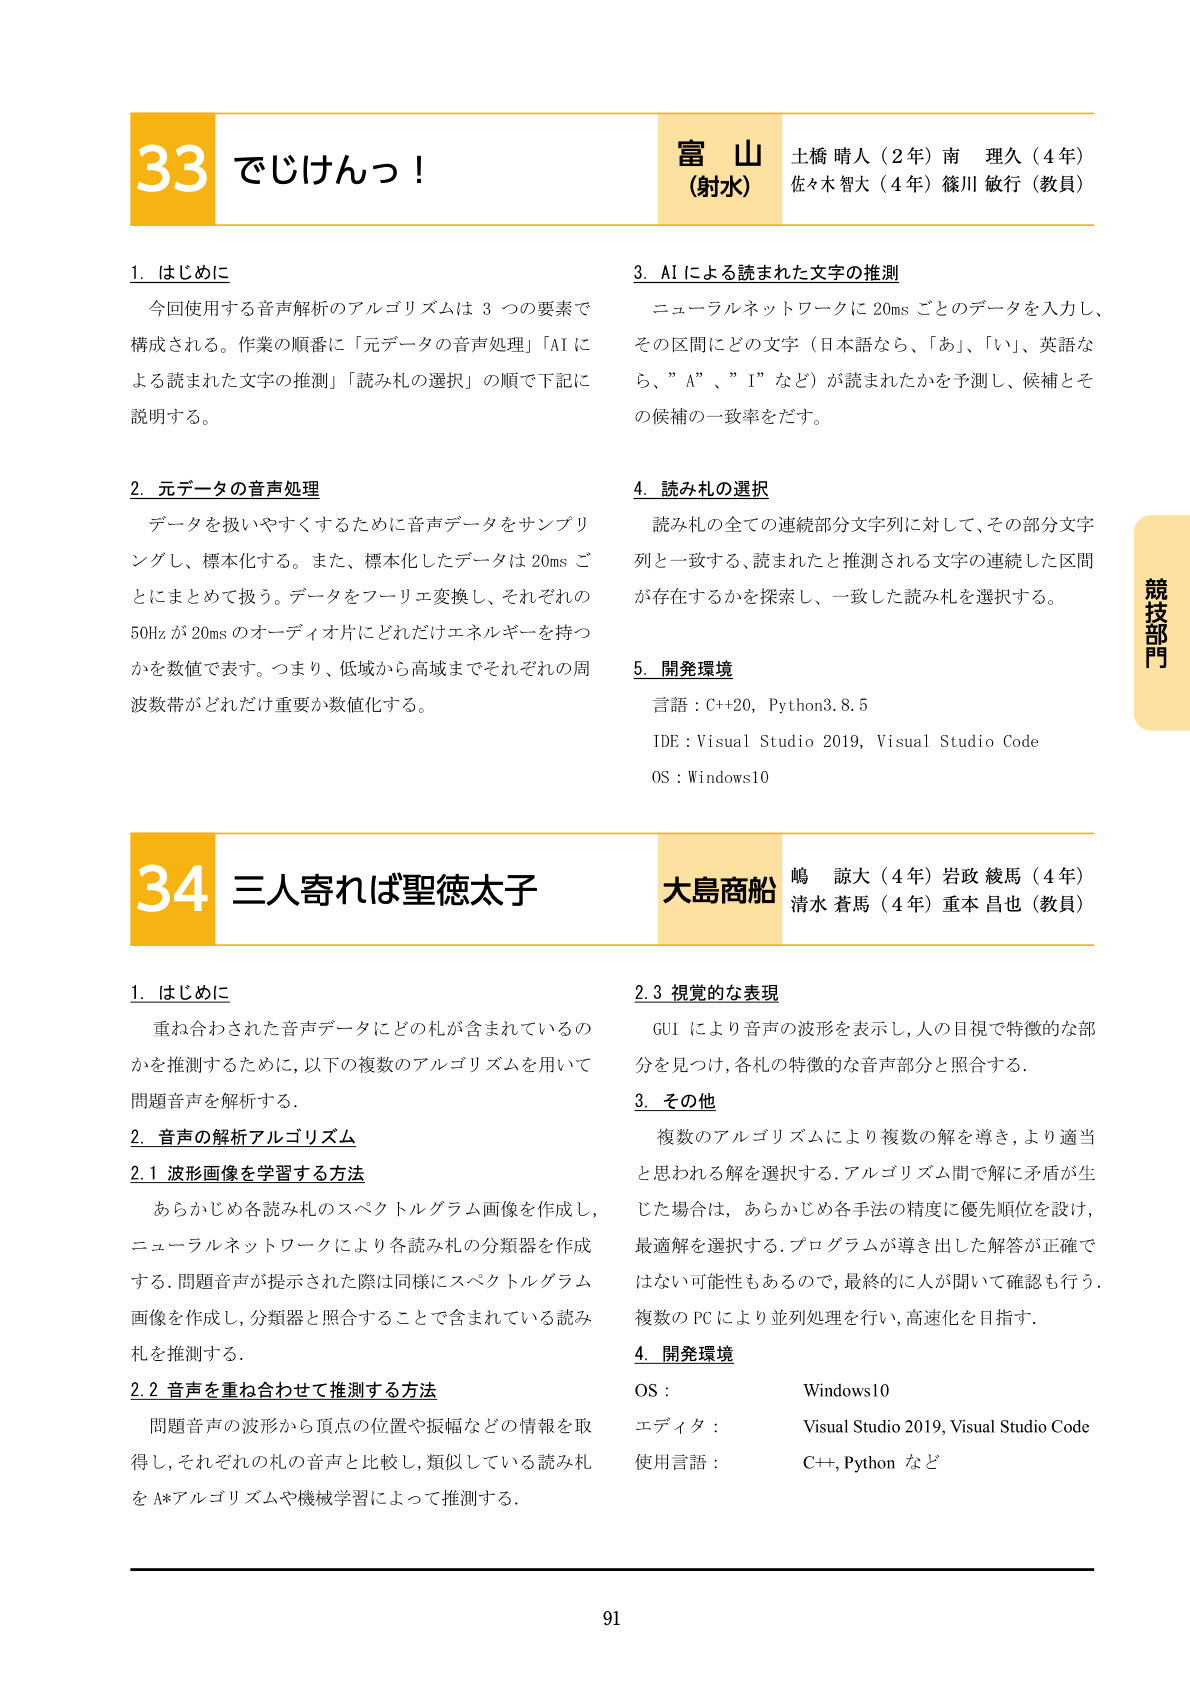 33 でじけんっ！
富　山
（射水）
土橋 晴人（２年）南　理久（４年）
佐々木 智大（４年）篠川 敏行（教員）
1. はじめに
今回使用する音声解析のアルゴリズムは 3 つの要素で
構成される。作業の順番に「元データの音声処理」「AI に
よる読まれた文字の推測」「読み札の選択」の順で下記に
説明する。
2. 元データの音声処理
データを扱いやすくするために音声データをサンプリ
ングし、標本化する。また、標本化したデータは 20ms ご
とにまとめて扱う。データをフーリエ変換し、それぞれの
50Hz が 20ms のオーディオ片にどれだけエネルギーを持つ
かを数値で表す。つまり、低域から高域までそれぞれの周
波数帯がどれだけ重要か数値化する。
3. AI による読まれた文字の推測
ニューラルネットワークに 20ms ごとのデータを入力し、
その区間にどの文字（日本語なら、「あ」、「い」、英語な
ら、”A”、”I”など）が読まれたかを予測し、候補とそ
の候補の一致率をだす。
4. 読み札の選択
読み札の全ての連続部分文字列に対して、その部分文字
列と一致する、読まれたと推測される文字の連続した区間
が存在するかを探索し、一致した読み札を選択する。
5. 開発環境
言語：C++20, Python3.8.5
IDE：Visual Studio 2019, Visual Studio Code
OS：Windows10
競技部門
34 三人寄れば聖徳太子
大島商船
嶋　諒大（４年）岩政 綾馬（４年）
清水 蒼馬（４年）重本 昌也（教員）
1. はじめに
重ね合わされた音声データにどの札が含まれているの
かを推測するために, 以下の複数のアルゴリズムを用いて
問題音声を解析する.
2. 音声の解析アルゴリズム
2.1 波形画像を学習する方法
あらかじめ各読み札のスペクトルグラム画像を作成し,
ニューラルネットワークにより各読み札の分類器を作成
する. 問題音声が提示された際は同様にスペクトルグラム
画像を作成し, 分類器と照合することで含まれている読み
札を推測する.
2.2 音声を重ね合わせて推測する方法
問題音声の波形から頂点の位置や振幅などの情報を取
得し, それぞれの札の音声と比較し, 類似している読み札
を A*アルゴリズムや機械学習によって推測する.
2.3 視覚的な表現
GUI により音声の波形を表示し, 人の目視で特徴的な部
分を見つけ, 各札の特徴的な音声部分と照合する.
3. その他
複数のアルゴリズムにより複数の解を導き, より適当
と思われる解を選択する. アルゴリズム間で解に矛盾が生
じた場合は, あらかじめ各手法の精度に優先順位を設け,
最適解を選択する. プログラムが導き出した解答が正確で
はない可能性もあるので, 最終的に人が聞いて確認も行う.
複数の PC により並列処理を行い, 高速化を目指す.
4. 開発環境
OS： Windows10
エディタ： Visual Studio 2019, Visual Studio Code
使用言語： C++, Python など
91